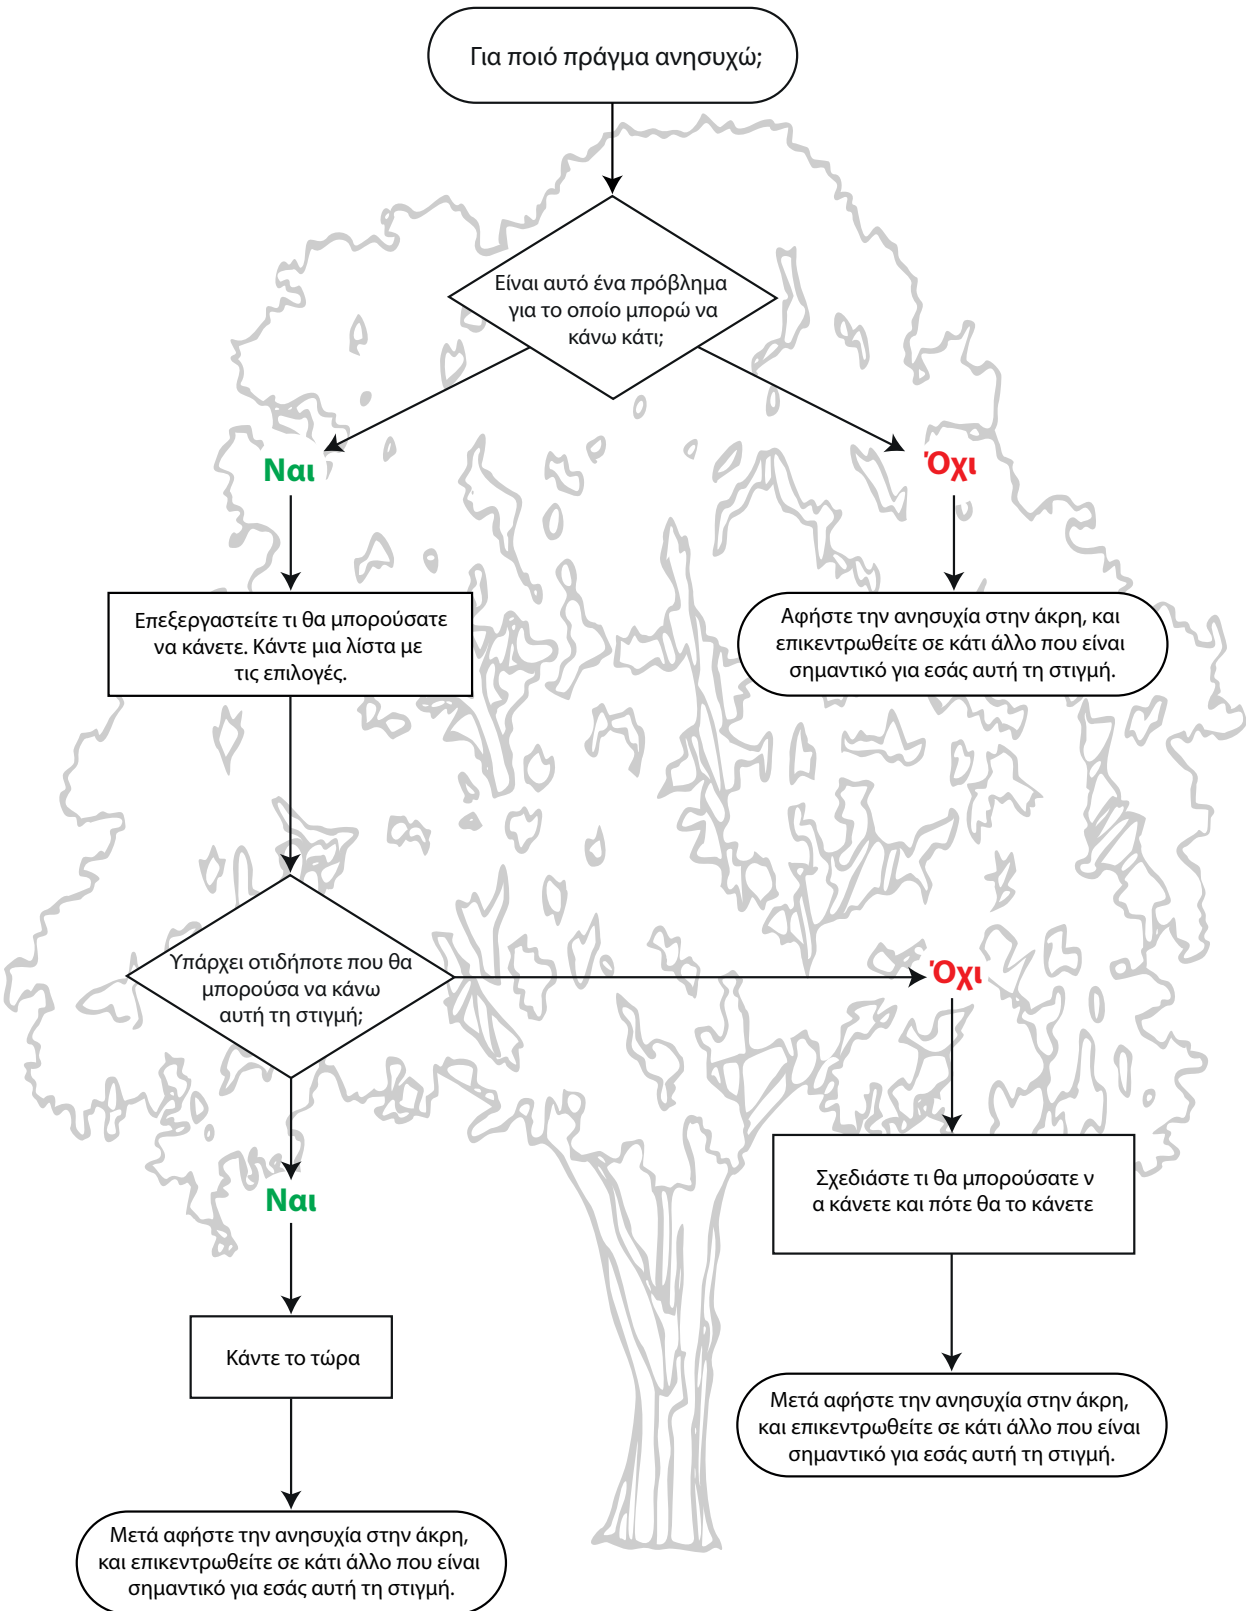 Για ποιό πράγμα ανησυχώ;
Είναι αυτό ένα πρόβλημα
για το οποίο μπορώ να
κάνω κάτι;
Ναι
Όχι
Επεξεργαστείτε τι θα μπορούσατε
να κάνετε. Κάντε μια λίστα με
τις επιλογές.
Αφήστε την ανησυχία στην άκρη, και
επικεντρωθείτε σε κάτι άλλο που είναι
σημαντικό για εσάς αυτή τη στιγμή.
Υπάρχει οτιδήποτε που θα
μπορούσα να κάνω
αυτή τη στιγμή;
Όχι
Ναι
Σχεδιάστε τι θα μπορούσατε ν
α κάνετε και πότε θα το κάνετε
Κάντε το τώρα
Μετά αφήστε την ανησυχία στην άκρη,
και επικεντρωθείτε σε κάτι άλλο που είναι
σημαντικό για εσάς αυτή τη στιγμή.
Μετά αφήστε την ανησυχία στην άκρη,
και επικεντρωθείτε σε κάτι άλλο που είναι
σημαντικό για εσάς αυτή τη στιγμή.